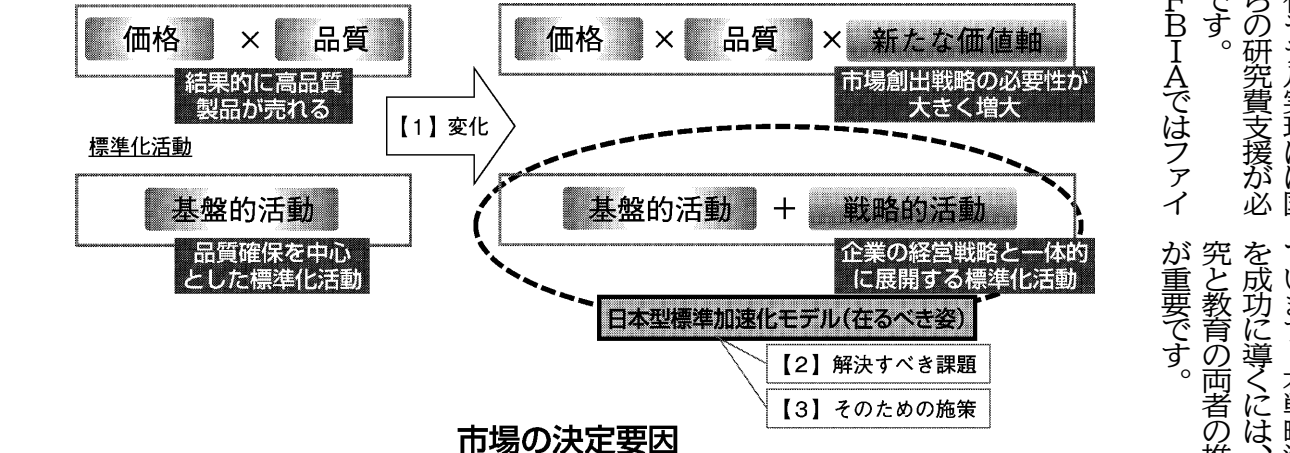 価格 × 品質
結果的に高品質
製品が売れる
【1】変化
価格 × 品質 × 新たな価値軸
市場創出戦略の必要性が
大きく増大
標準化活動
基盤的活動
品質確保を中心
とした標準化活動
基盤的活動 + 戦略的活動
企業の経営戦略と一体的
に展開する標準化活動
日本型標準加速化モデル(在るべき姿)
【2】解決すべき課題
【3】そのための施策
市場の決定要因
らの研究費支援が必
です。
FBIAではファイ
を成功に導くには、
究と教育の両者の推
が重要です。